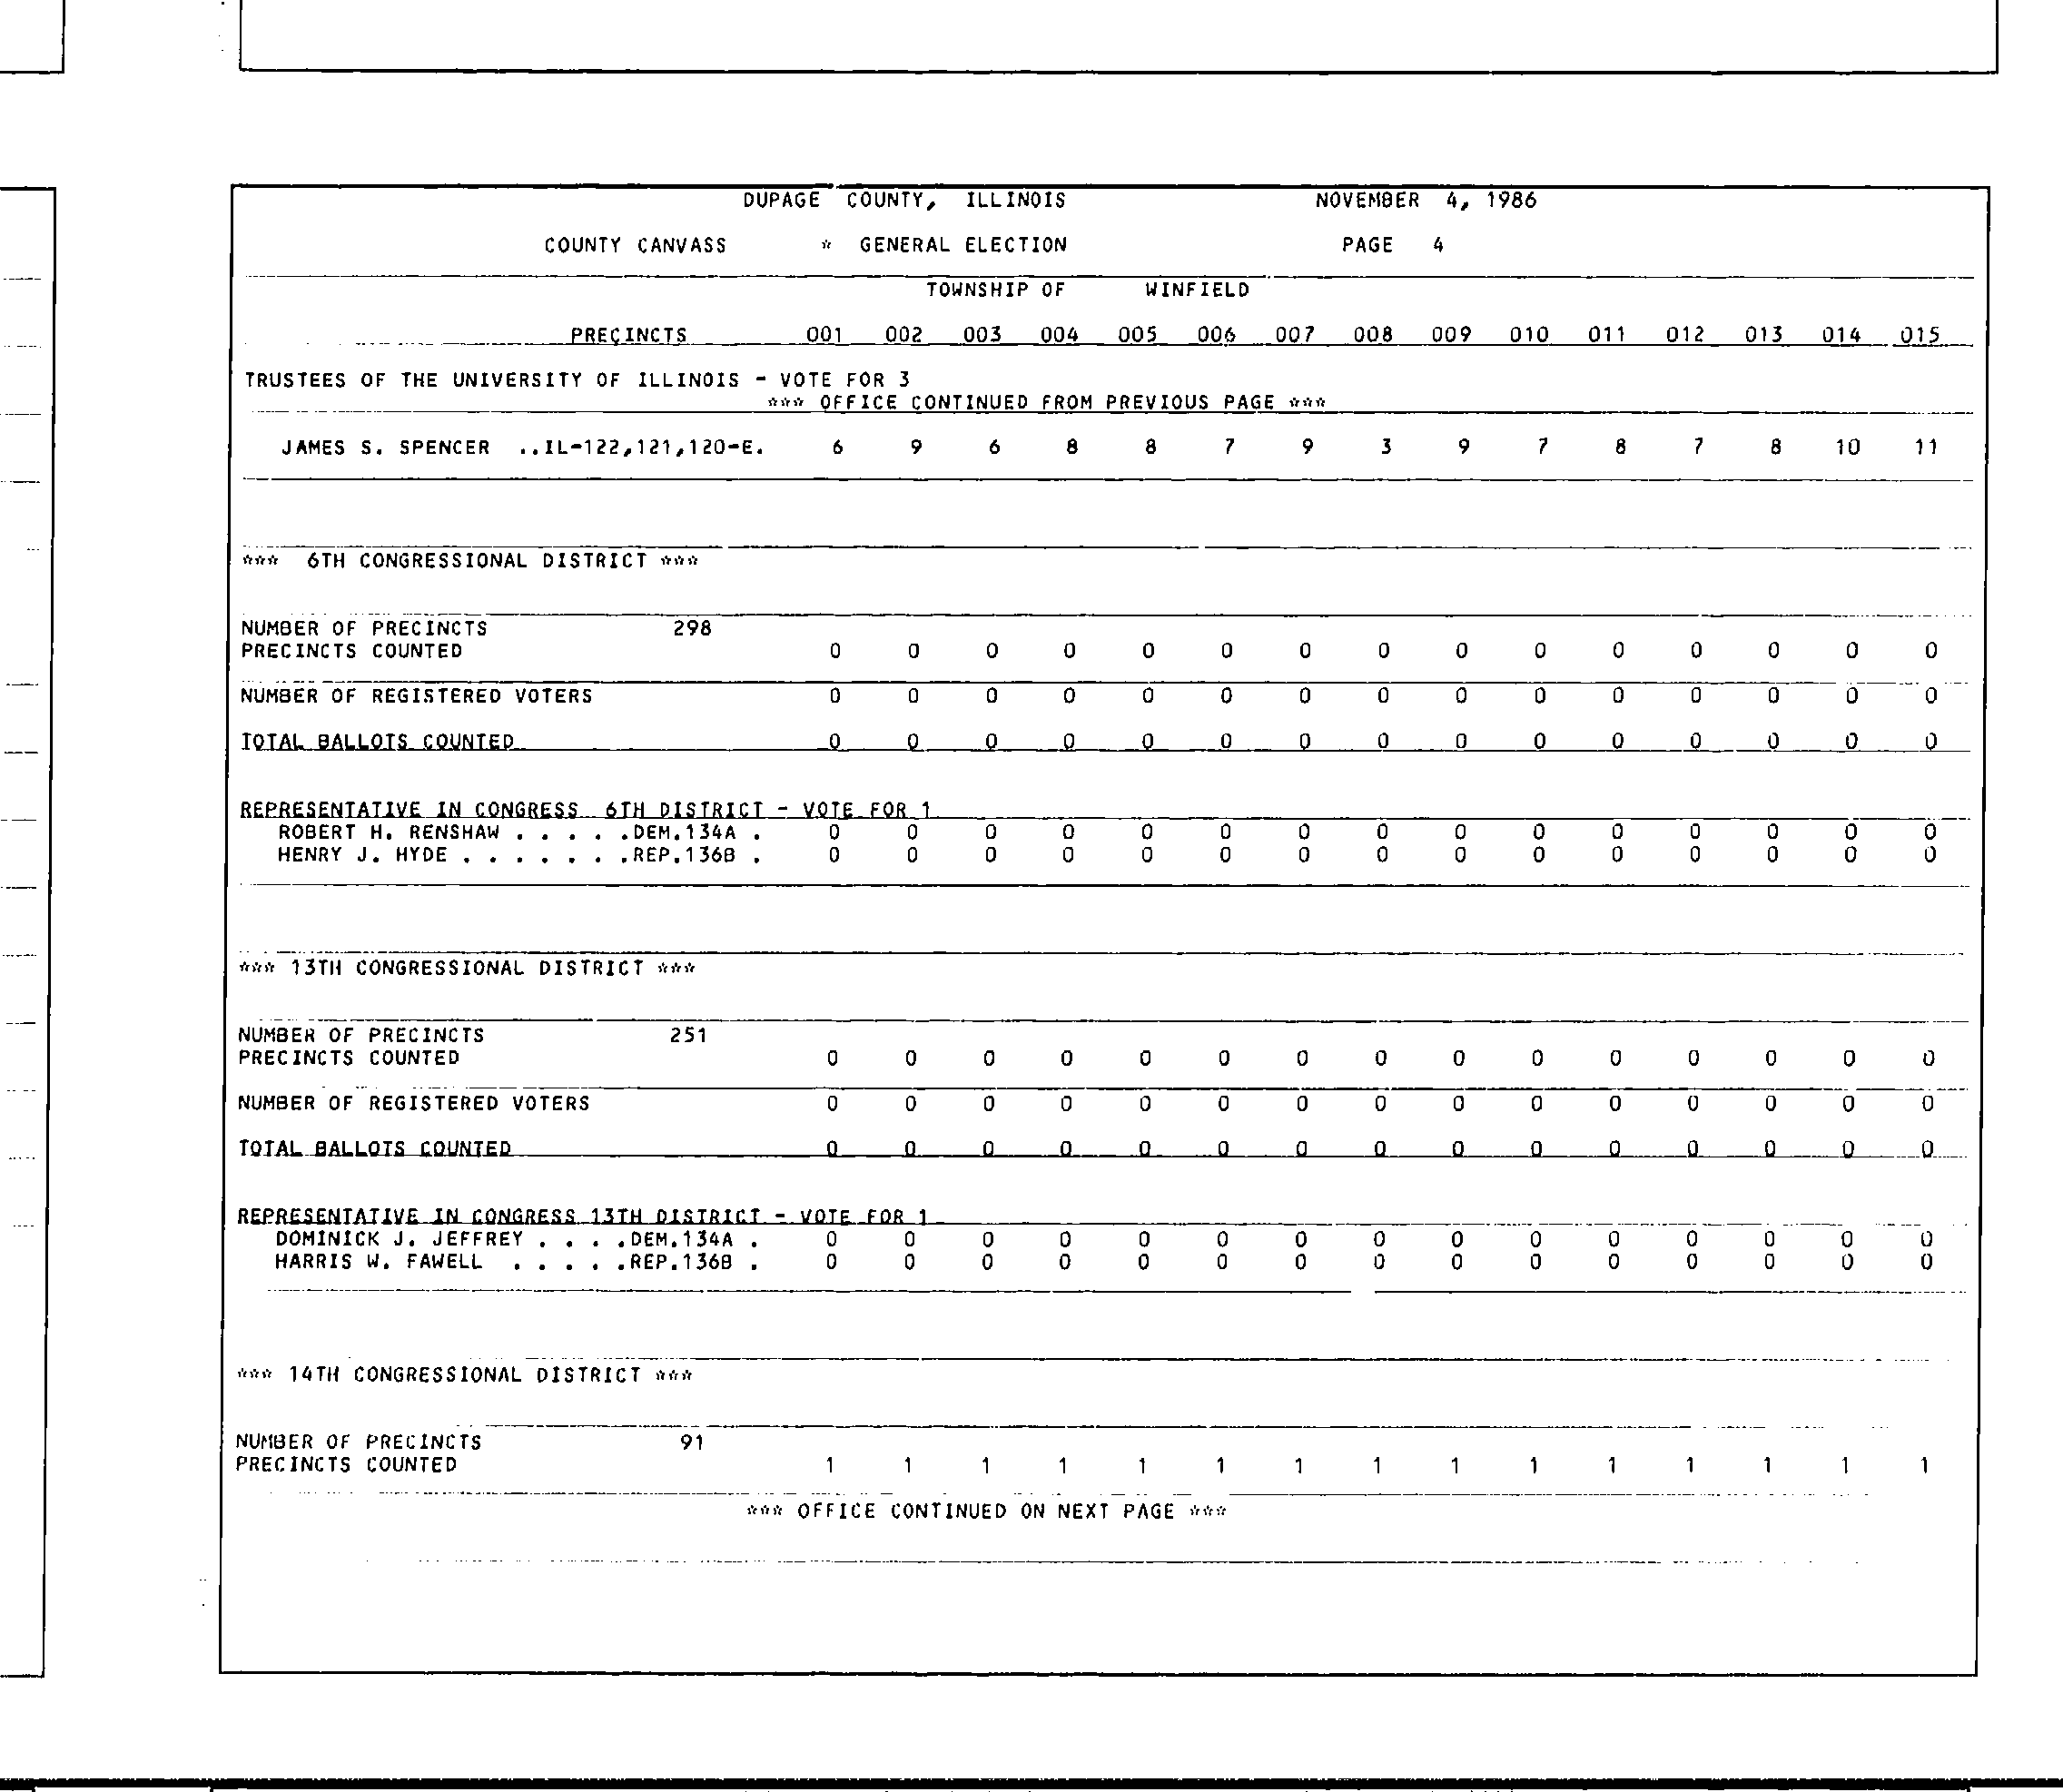 DUPAGE COUNTY, ILLINOIS NOVEMBER 4, 1986
COUNTY CANVASS * GENERAL ELECTION PAGE 4
TOWNSHIP OF WINFIELD
PRECINCTS 001 002 003 004 005 006 007 008 009 010 011 012 013 014 015
TRUSTEES OF THE UNIVERSITY OF ILLINOIS - VOTE FOR 3
*** OFFICE CONTINUED FROM PREVIOUS PAGE ***
JAMES S. SPENCER ..IL-122,121,120-E. 6 9 6 8 8 7 9 3 9 7 8 7 8 10 11
*** 6TH CONGRESSIONAL DISTRICT ***
NUMBER OF PRECINCTS 298
PRECINCTS COUNTED 0 0 0 0 0 0 0 0 0 0 0 0 0 0 0
NUMBER OF REGISTERED VOTERS 0 0 0 0 0 0 0 0 0 0 0 0 0 0 0
TOTAL BALLOTS COUNTED 0 0 0 0 0 0 0 0 0 0 0 0 0 0 0
REPRESENTATIVE IN CONGRESS 6TH DISTRICT - VOTE FOR 1
ROBERT H. RENSHAW . . . . .DEM.134A . 0 0 0 0 0 0 0 0 0 0 0 0 0 0 0
HENRY J. HYDE . . . . . . .REP.136B . 0 0 0 0 0 0 0 0 0 0 0 0 0 0 0
*** 13TH CONGRESSIONAL DISTRICT ***
NUMBER OF PRECINCTS 251
PRECINCTS COUNTED 0 0 0 0 0 0 0 0 0 0 0 0 0 0 0
NUMBER OF REGISTERED VOTERS 0 0 0 0 0 0 0 0 0 0 0 0 0 0 0
TOTAL BALLOTS COUNTED 0 0 0 0 0 0 0 0 0 0 0 0 0 0 0
REPRESENTATIVE IN CONGRESS 13TH DISTRICT - VOTE FOR 1
DOMINICK J. JEFFREY . . . .DEM.134A . 0 0 0 0 0 0 0 0 0 0 0 0 0 0 0
HARRIS W. FAWELL . . . . .REP.136B . 0 0 0 0 0 0 0 0 0 0 0 0 0 0 0
*** 14TH CONGRESSIONAL DISTRICT ***
NUMBER OF PRECINCTS 91
PRECINCTS COUNTED 1 1 1 1 1 1 1 1 1 1 1 1 1 1 1
*** OFFICE CONTINUED ON NEXT PAGE ***